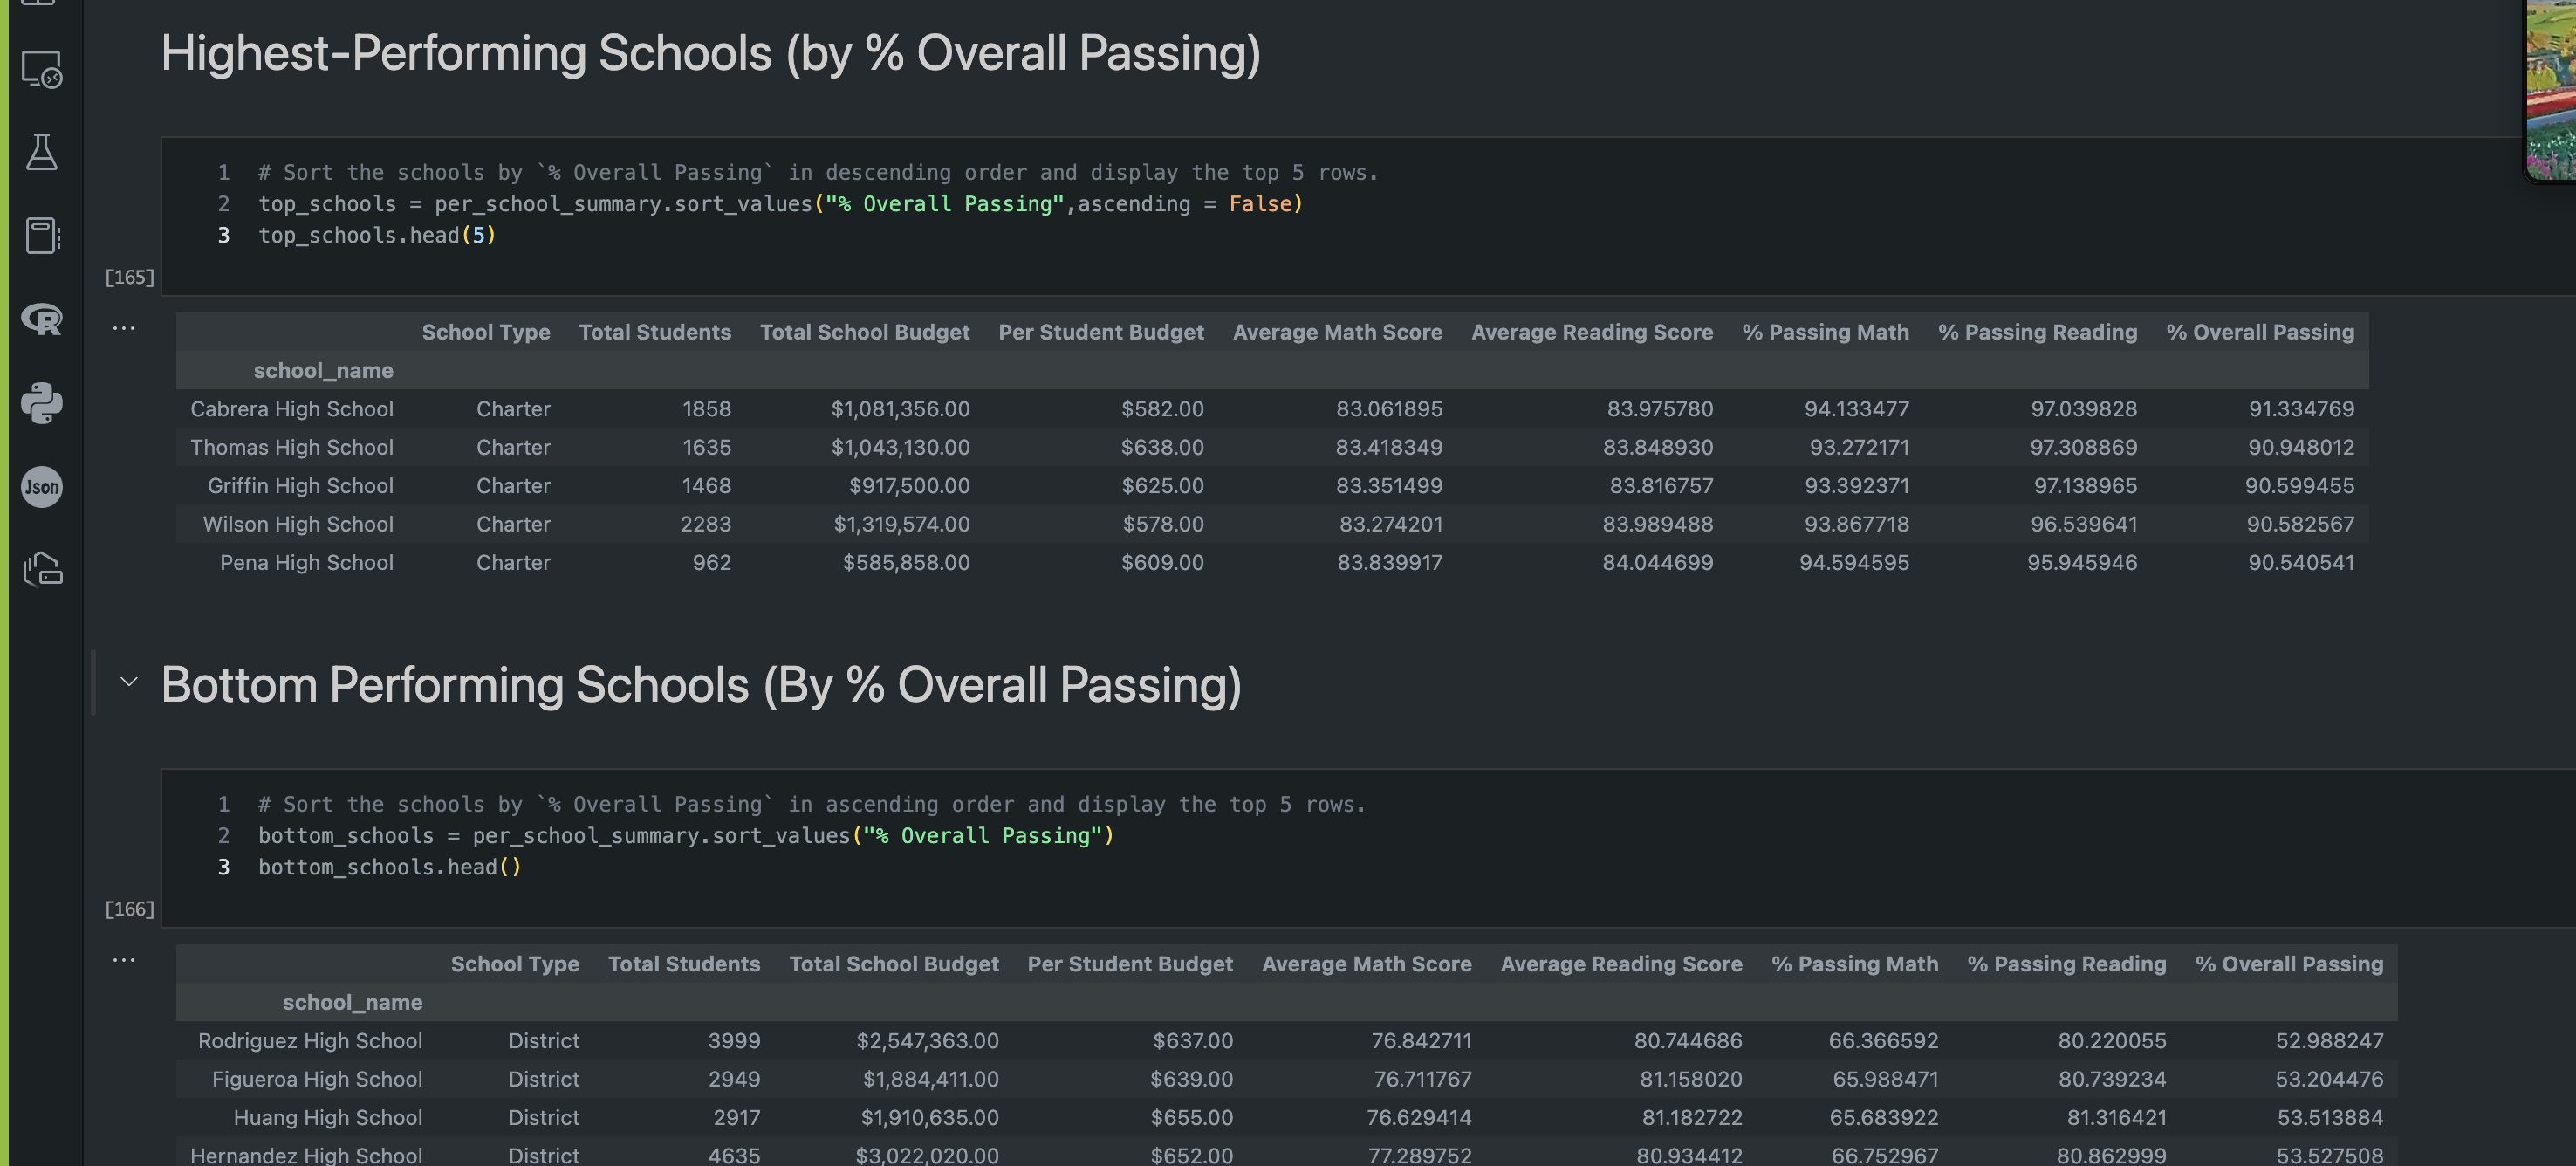 Highest-Performing Schools (by % Overall Passing)
1 # Sort the schools by `% Overall Passing` in descending order and display the top 5 rows.
2 top_schools = per_school_summary.sort_values("% Overall Passing",ascending = False)
3 top_schools.head(5)
[165]
... School Type Total Students Total School Budget Per Student Budget Average Math Score Average Reading Score % Passing Math % Passing Reading % Overall Passing
school_name
Cabrera High School Charter 1858 $1,081,356.00 $582.00 83.061895 83.975780 94.133477 97.039828 91.334769
Thomas High School Charter 1635 $1,043,130.00 $638.00 83.418349 83.848930 93.272171 97.308869 90.948012
Griffin High School Charter 1468 $917,500.00 $625.00 83.351499 83.816757 93.392371 97.138965 90.599455
Wilson High School Charter 2283 $1,319,574.00 $578.00 83.274201 83.989488 93.867718 96.539641 90.582567
Pena High School Charter 962 $585,858.00 $609.00 83.839917 84.044699 94.594595 95.945946 90.540541
Bottom Performing Schools (By % Overall Passing)
1 # Sort the schools by `% Overall Passing` in ascending order and display the top 5 rows.
2 bottom_schools = per_school_summary.sort_values("% Overall Passing")
3 bottom_schools.head()
[166]
... School Type Total Students Total School Budget Per Student Budget Average Math Score Average Reading Score % Passing Math % Passing Reading % Overall Passing
school_name
Rodriguez High School District 3999 $2,547,363.00 $637.00 76.842711 80.744686 66.366592 80.220055 52.988247
Figueroa High School District 2949 $1,884,411.00 $639.00 76.711767 81.158020 65.988471 80.739234 53.204476
Huang High School District 2917 $1,910,635.00 $655.00 76.629414 81.182722 65.683922 81.316421 53.513884
Hernandez High School District 4635 $3,022,020.00 $652.00 77.289752 80.934412 66.752967 80.862999 53.527508
R
Json